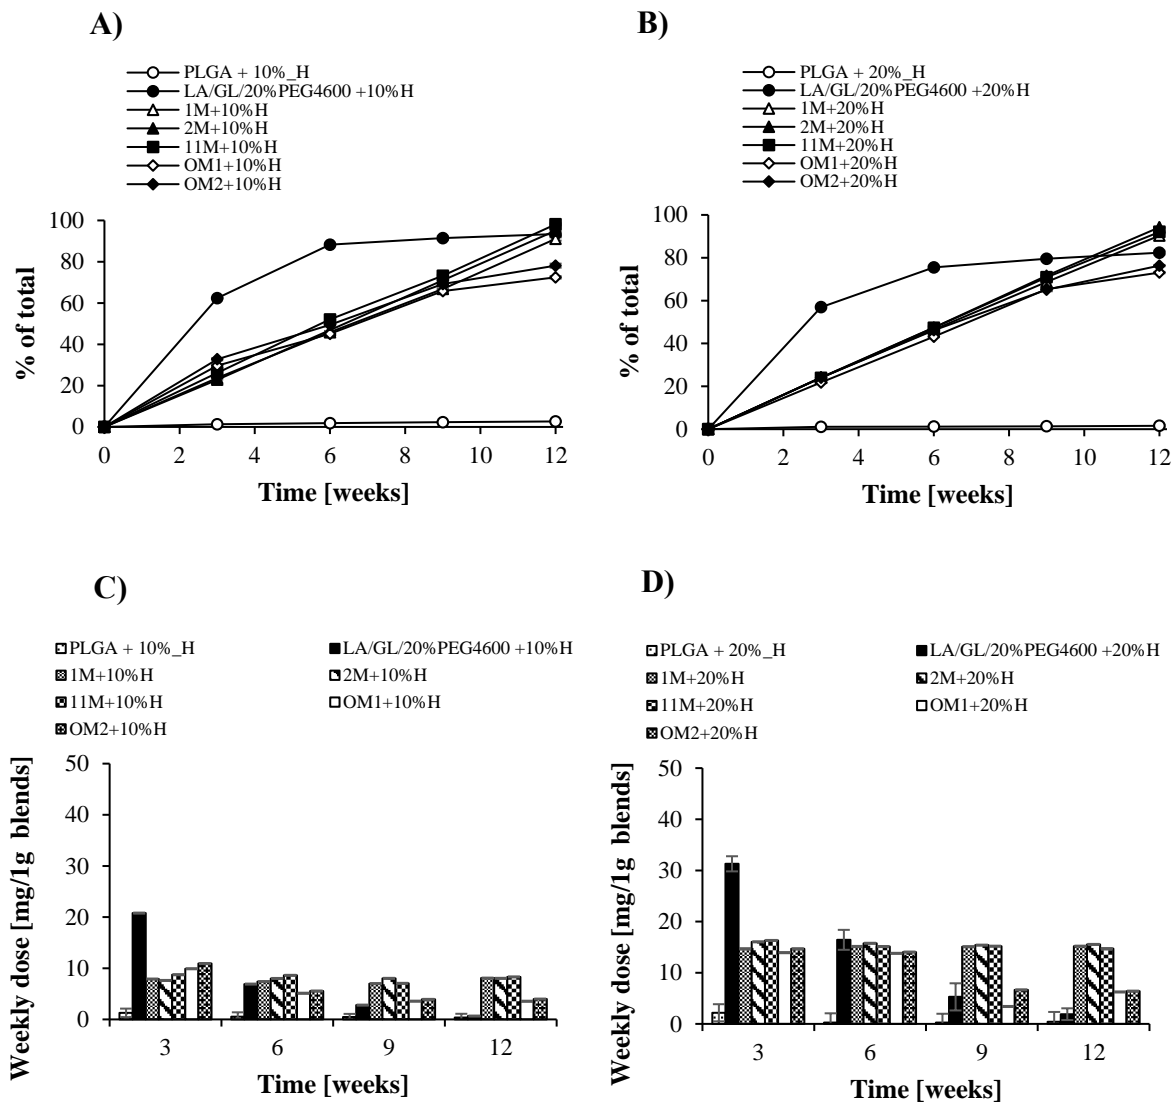 A)
PLGA + 10%_H
LA/GL/20%PEG4600 +10%H
1M+10%H
2M+10%H
11M+10%H
OM1+10%H
OM2+10%H
100
80
60
40
20
0
% of total
0 2 4 6 8 10 12
Time [weeks]
B)
PLGA + 20%_H
LA/GL/20%PEG4600 +20%H
1M+20%H
2M+20%H
11M+20%H
OM1+20%H
OM2+20%H
100
80
60
40
20
0
% of total
0 2 4 6 8 10 12
Time [weeks]
C)
PLGA + 10%_H LA/GL/20%PEG4600 +10%H
1M+10%H 2M+10%H
11M+10%H OM1+10%H
OM2+10%H
50
40
30
20
10
0
Weekly dose [mg/1g blends]
3 6 9 12
Time [weeks]
D)
PLGA + 20%_H LA/GL/20%PEG4600 +20%H
1M+20%H 2M+20%H
11M+20%H OM1+20%H
OM2+20%H
50
40
30
20
10
0
Weekly dose [mg/1g blends]
3 6 9 12
Time [weeks]